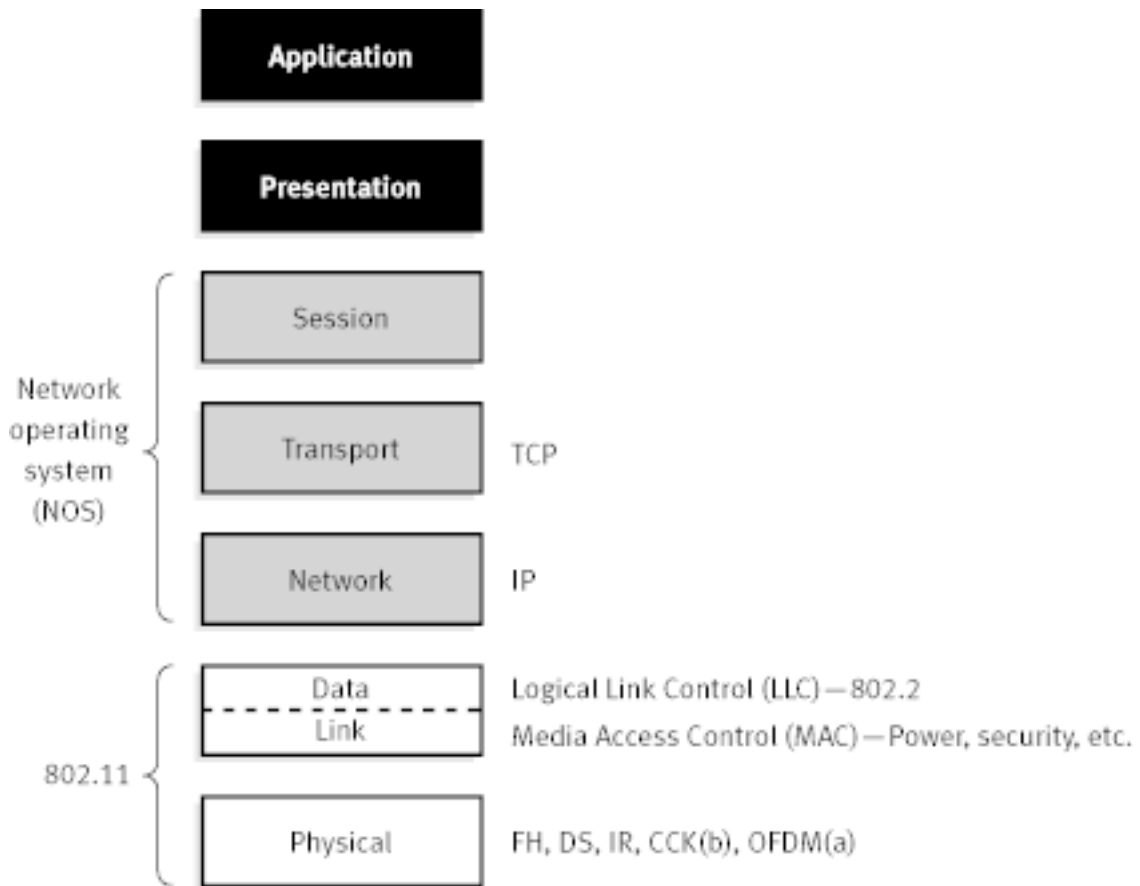 Application
Presentation
Session
Network
operating
system
(NOS)
Transport
TCP
Network
IP
Data
Logical Link Control (LLC)—802.2
Link
Media Access Control (MAC)—Power, security, etc.
802.11
Physical
FH, DS, IR, CCK(b), OFDM(a)